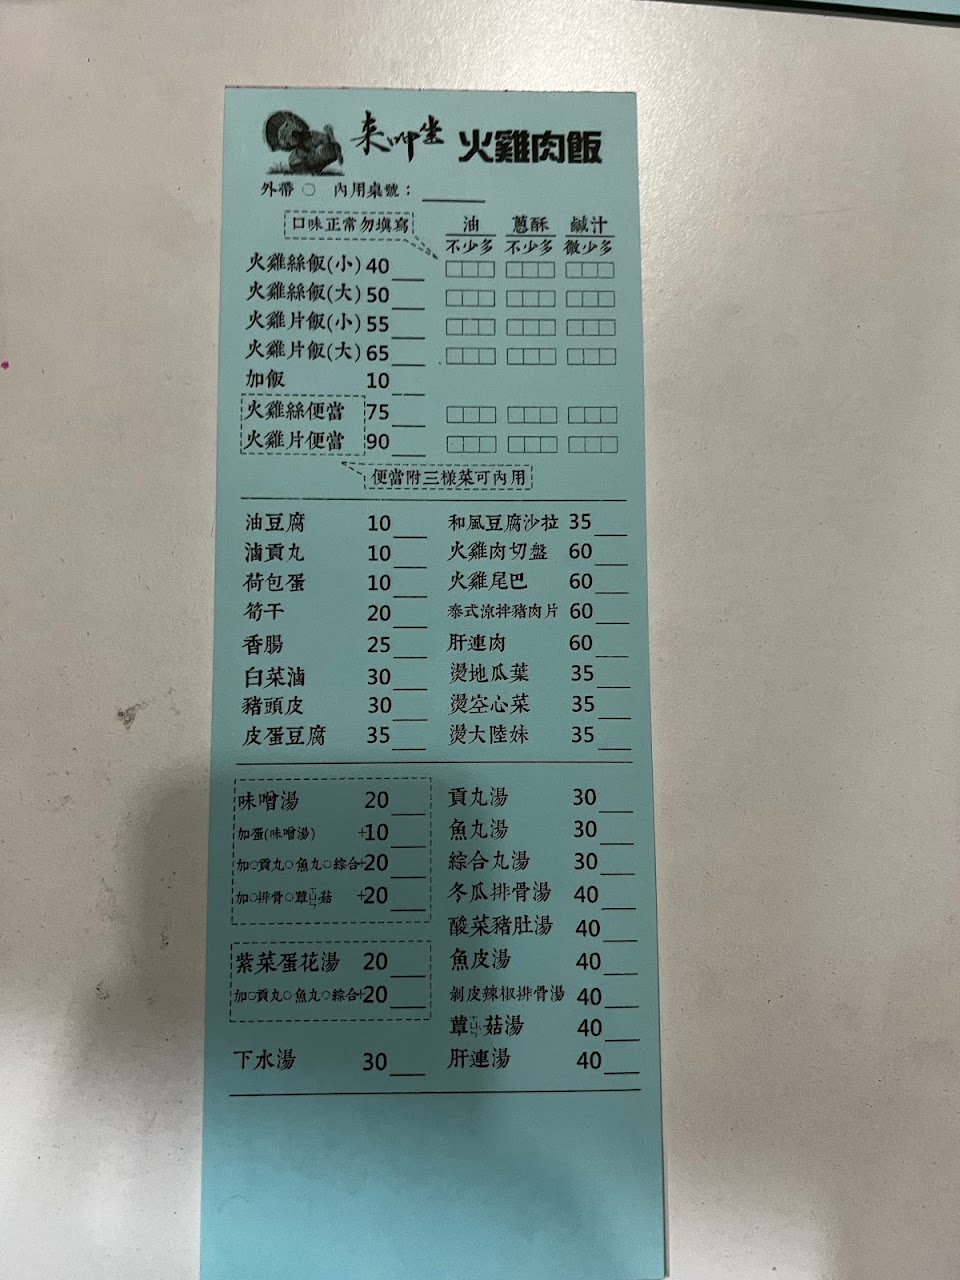 來呷坐 火雞肉飯
外帶○ 內用桌號：
口味正常勿填寫 油 蔥酥 鹹汁
不少多 不少多 微少多
火雞絲飯(小) 40
火雞絲飯(大) 50
火雞片飯(小) 55
火雞片飯(大) 65
加飯 10
火雞絲便當 75
火雞片便當 90
便當附三樣菜可內用
油豆腐 10 和風豆腐沙拉 35
滷貢丸 10 火雞肉切盤 60
荷包蛋 10 火雞尾巴 60
筍干 20 泰式涼拌豬肉片 60
香腸 25 肝連肉 60
白菜滷 30 燙地瓜葉 35
豬頭皮 30 燙空心菜 35
皮蛋豆腐 35 燙大陸妹 35
味噌湯 20 貢丸湯 30
加蛋(味噌湯) +10 魚丸湯 30
加○貢丸○魚丸○綜合+20 綜合丸湯 30
加○排骨○蕈ㄒㄩㄣˋ菇 +20 冬瓜排骨湯 40
酸菜豬肚湯 40
紫菜蛋花湯 20 魚皮湯 40
加○貢丸○魚丸○綜合+20 剝皮辣椒排骨湯 40
蕈ㄒㄩㄣˋ菇湯 40
下水湯 30 肝連湯 40